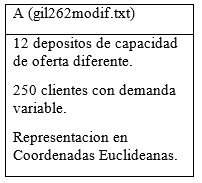 A (gil262modif.txt)
12 depositos de capacidad
de oferta diferente.
250 clientes con demanda
variable.
Representacion en
Coordenadas Euclideanas.